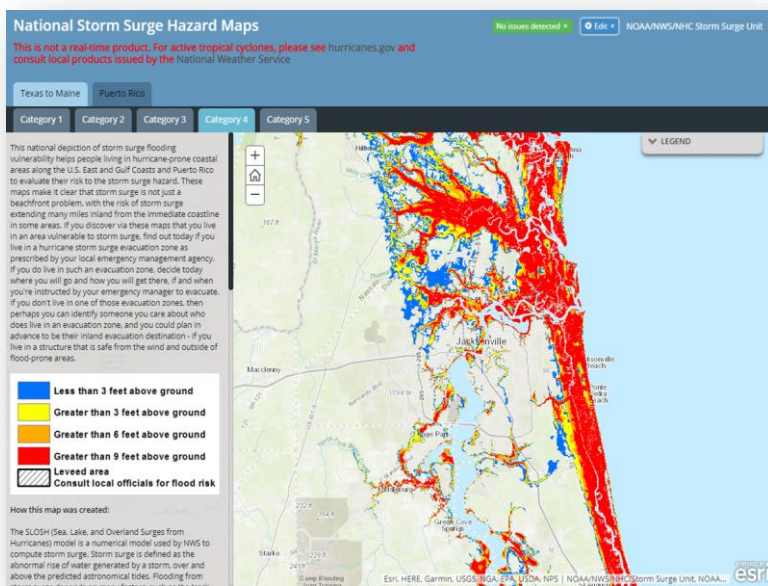 National Storm Surge Hazard Maps
No issues detected ×
Edit ×
NOAA/NWS/NHC Storm Surge Unit
This is not a real-time product. For active tropical cyclones, please see hurricanes.gov and
consult local products issued by the National Weather Service
Texas to Maine
Puerto Rico
Category 1
Category 2
Category 3
Category 4
Category 5
This national depiction of storm surge flooding
vulnerability helps people living in hurricane-prone coastal
areas along the U.S. East and Gulf Coasts and Puerto Rico
to evaluate their risk to the storm surge hazard. These
maps make it clear that storm surge is not just a
beachfront problem, with the risk of storm surge
extending many miles inland from the immediate coastline
in some areas. If you discover via these maps that you live
in an area vulnerable to storm surge, find out today if you
live in a hurricane storm surge evacuation zone as
prescribed by your local emergency management agency.
If you do live in such an evacuation zone, decide today
where you will go and how you will get there, if and when
you're instructed by your emergency manager to evacuate.
If you don't live in one of those evacuation zones, then
perhaps you can identify someone you care about who
does live in an evacuation zone, and you could plan in
advance to be their inland evacuation destination - if you
live in a structure that is safe from the wind and outside of
flood-prone areas.
Less than 3 feet above ground
Greater than 3 feet above ground
Greater than 6 feet above ground
Greater than 9 feet above ground
Leveed area
Consult local officials for flood risk
How this map was created:
The SLOSH (Sea, Lake, and Overland Surges from
Hurricanes) model is a numerical model used by NWS to
compute storm surge. Storm surge is defined as the
abnormal rise of water generated by a storm, over and
above the predicted astronomical tides. Flooding from
+
−
LEGEND
167 ft
Jacksonville
Macclenny
103rd St
295
Beach
Ponte
Green Cove
Springs
232 ft
164 ft
Starke
229 ft
Camp Blanding
Esri, HERE, Garmin, USGS, NGA, EPA, USDA, NPS | NOAA/NWS/NHC/Storm Surge Unit, NOAA...
esri